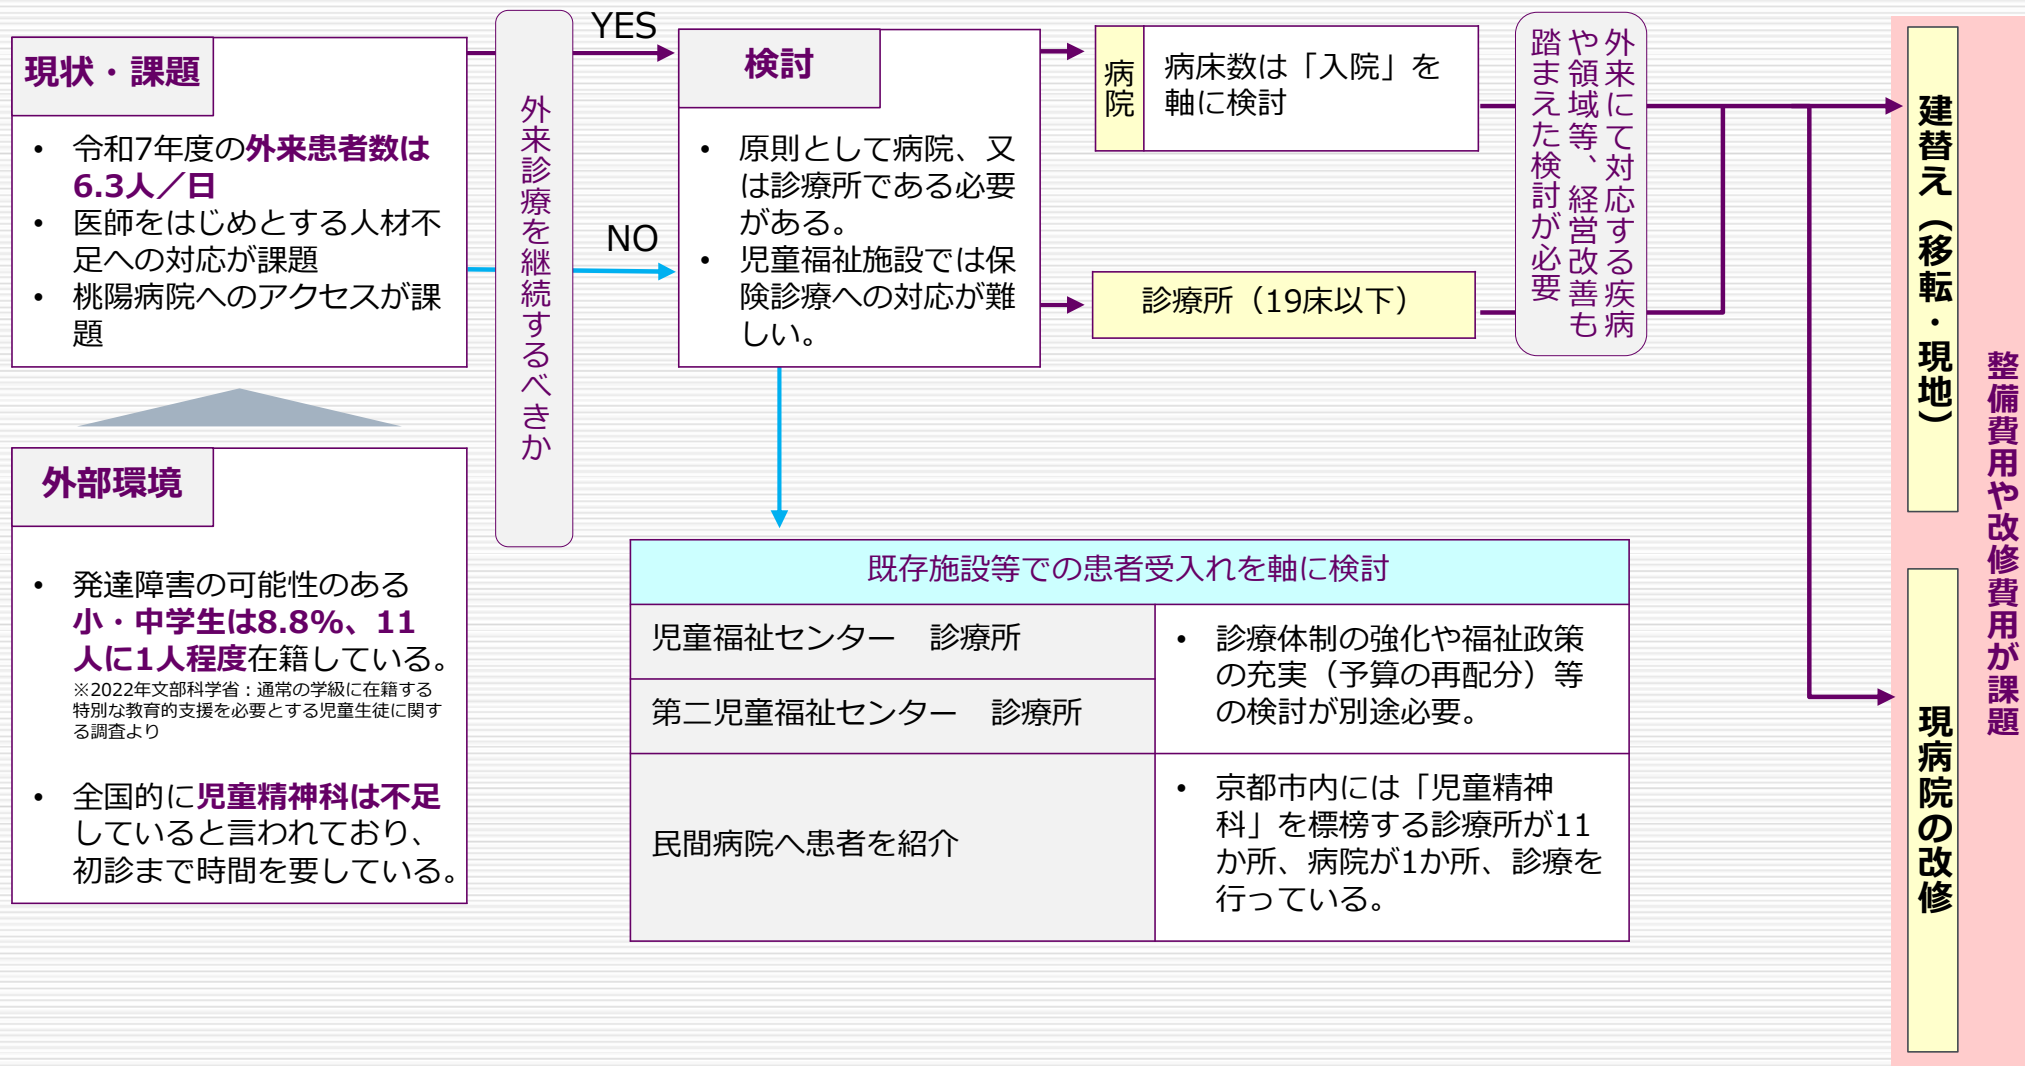 現状・課題
• 令和7年度の外来患者数は
6.3人／日
• 医師をはじめとする人材不
足への対応が課題
• 桃陽病院へのアクセスが課
題
外部環境
• 発達障害の可能性のある
小・中学生は8.8%、11
人に1人程度在籍している。
※2022年文部科学省：通常の学級に在籍する
特別な教育的支援を必要とする児童生徒に関す
る調査より
• 全国的に児童精神科は不足
していると言われており、
初診まで時間を要している。
外来診療を継続するべきか
YES
NO
検討
• 原則として病院、又
は診療所である必要
がある。
• 児童福祉施設では保
険診療への対応が難
しい。
病院
病床数は「入院」を
軸に検討
診療所（19床以下）
外来にて対応する疾病
や領域等、経営改善も
踏まえた検討が必要
既存施設等での患者受入れを軸に検討
児童福祉センター　診療所
第二児童福祉センター　診療所
• 診療体制の強化や福祉政策
の充実（予算の再配分）等
の検討が別途必要。
民間病院へ患者を紹介
• 京都市内には「児童精神
科」を標榜する診療所が11
か所、病院が1か所、診療を
行っている。
建替え（移転・現地）
現病院の改修
整備費用や改修費用が課題